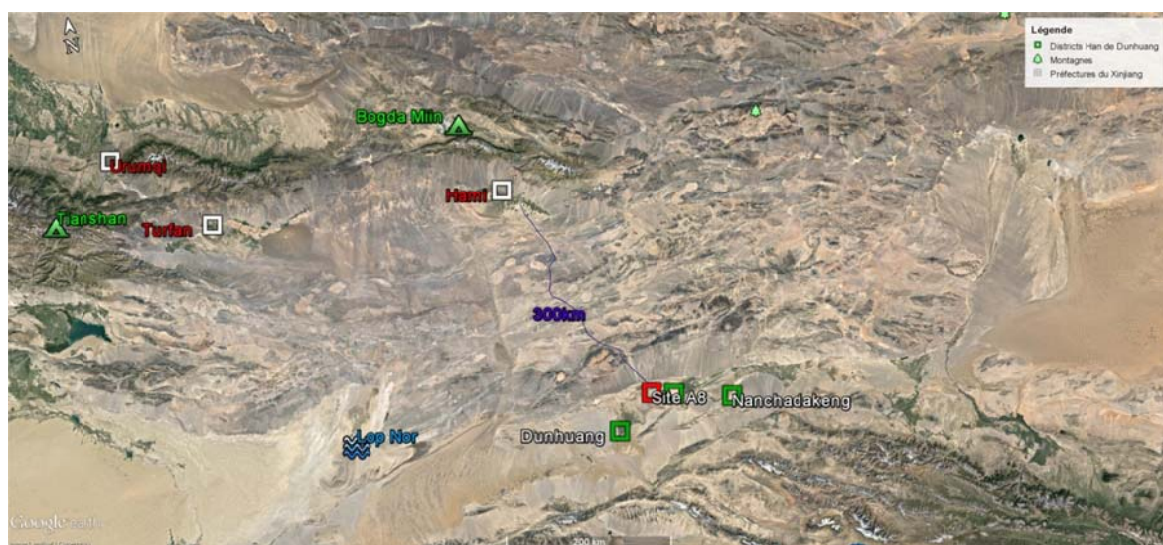 N
Légende
Districts Han de Dunhuang
Montagnes
Préfectures du Xinjiang
Bogda Miin
Urumqi
Hami
Tianshan
Turfan
300km
Site A8
Nanchadakeng
Dunhuang
Lop Nor
Google earth
200 km